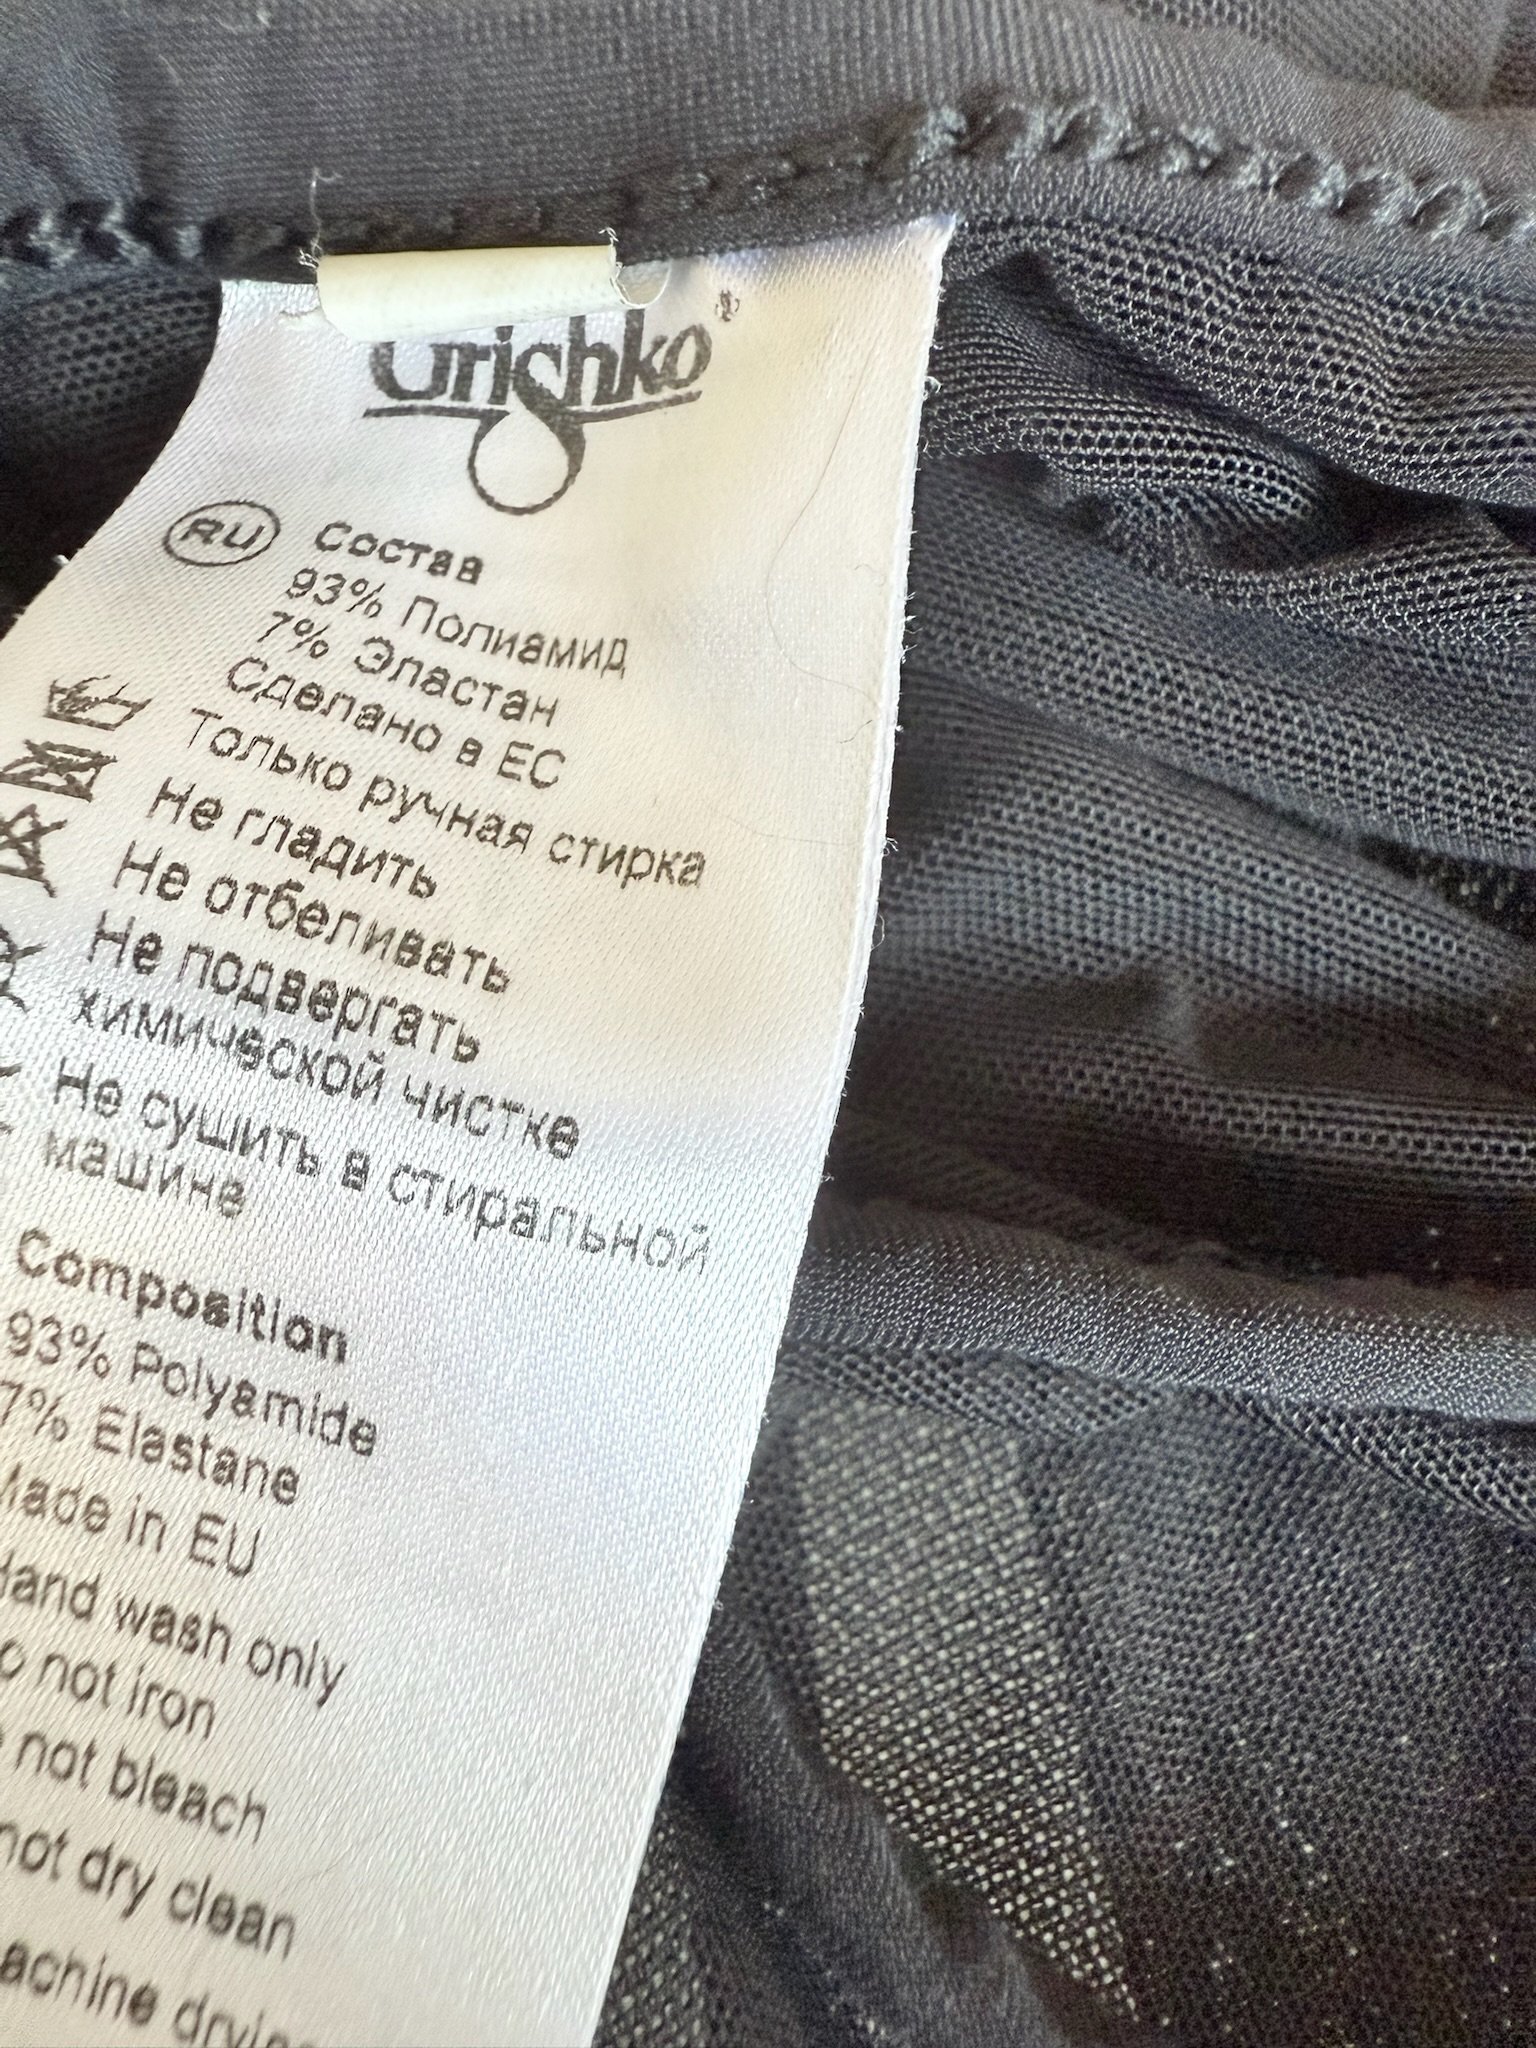 Grishko®
RU
Состав
93% Полиамид
7% Эластан
Сделано в ЕС
Только ручная стирка
Не гладить
Не отбеливать
Не подвергать
химической чистке
Не сушить в стиральной
машине
Composition
93% Polyamide
7% Elastane
Made in EU
Hand wash only
not iron
not bleach
not dry clean